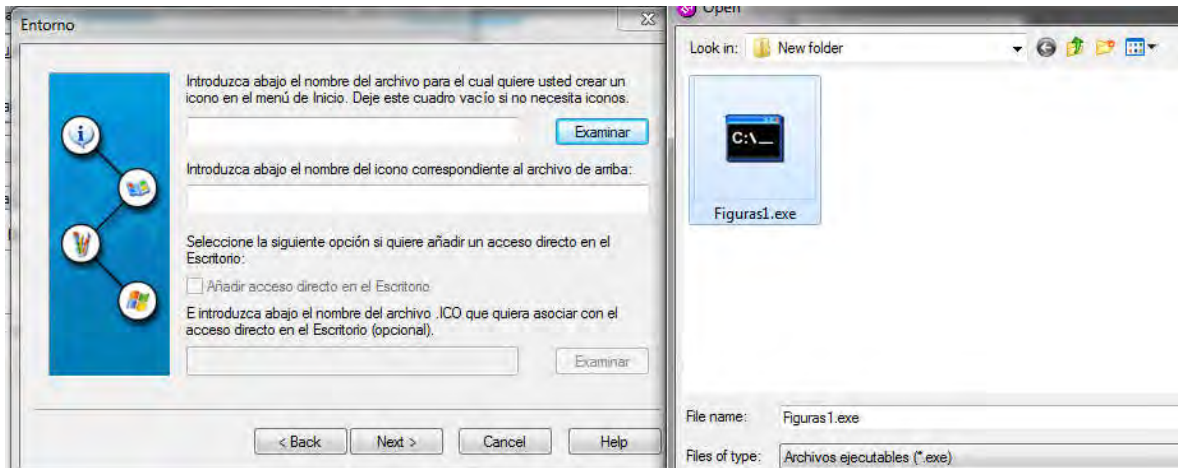 Entorno
Introduzca abajo el nombre del archivo para el cual quiere usted crear un
icono en el menú de Inicio. Deje este cuadro vacío si no necesita iconos.
Examinar
Introduzca abajo el nombre del icono correspondiente al archivo de arriba:
Seleccione la siguiente opción si quiere añadir un acceso directo en el
Escritorio:
Añadir acceso directo en el Escritorio
E introduzca abajo el nombre del archivo .ICO que quiera asociar con el
acceso directo en el Escritorio (opcional).
Examinar
< Back
Next >
Cancel
Help
Open
Look in:
New folder
C:\_
Figuras1.exe
File name:
Figuras1.exe
Files of type:
Archivos ejecutables (*.exe)